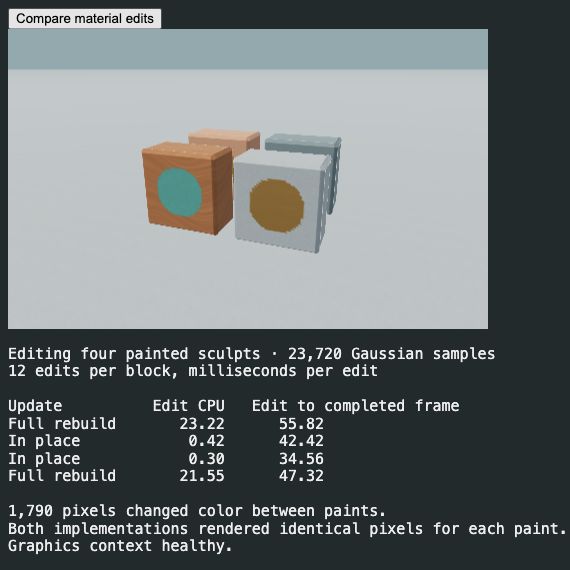 Compare material edits
Editing four painted sculpts · 23,720 Gaussian samples
12 edits per block, milliseconds per edit
Update Edit CPU Edit to completed frame
Full rebuild 23.22 55.82
In place 0.42 42.42
In place 0.30 34.56
Full rebuild 21.55 47.32
1,790 pixels changed color between paints.
Both implementations rendered identical pixels for each paint.
Graphics context healthy.